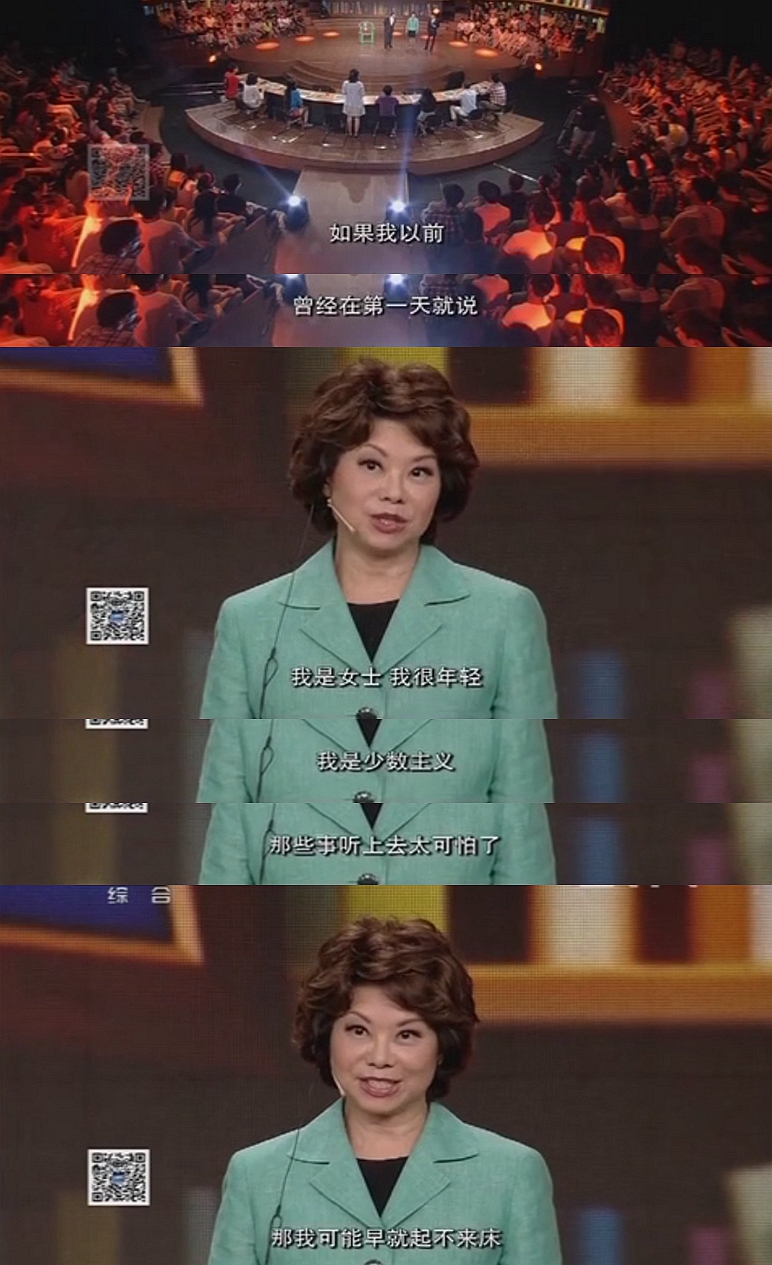 如果我以前
曾经在第一天就说
我是女士 我很年轻
我是少数主义
那些事听上去太可怕了
综 合
那我可能早就起不来床